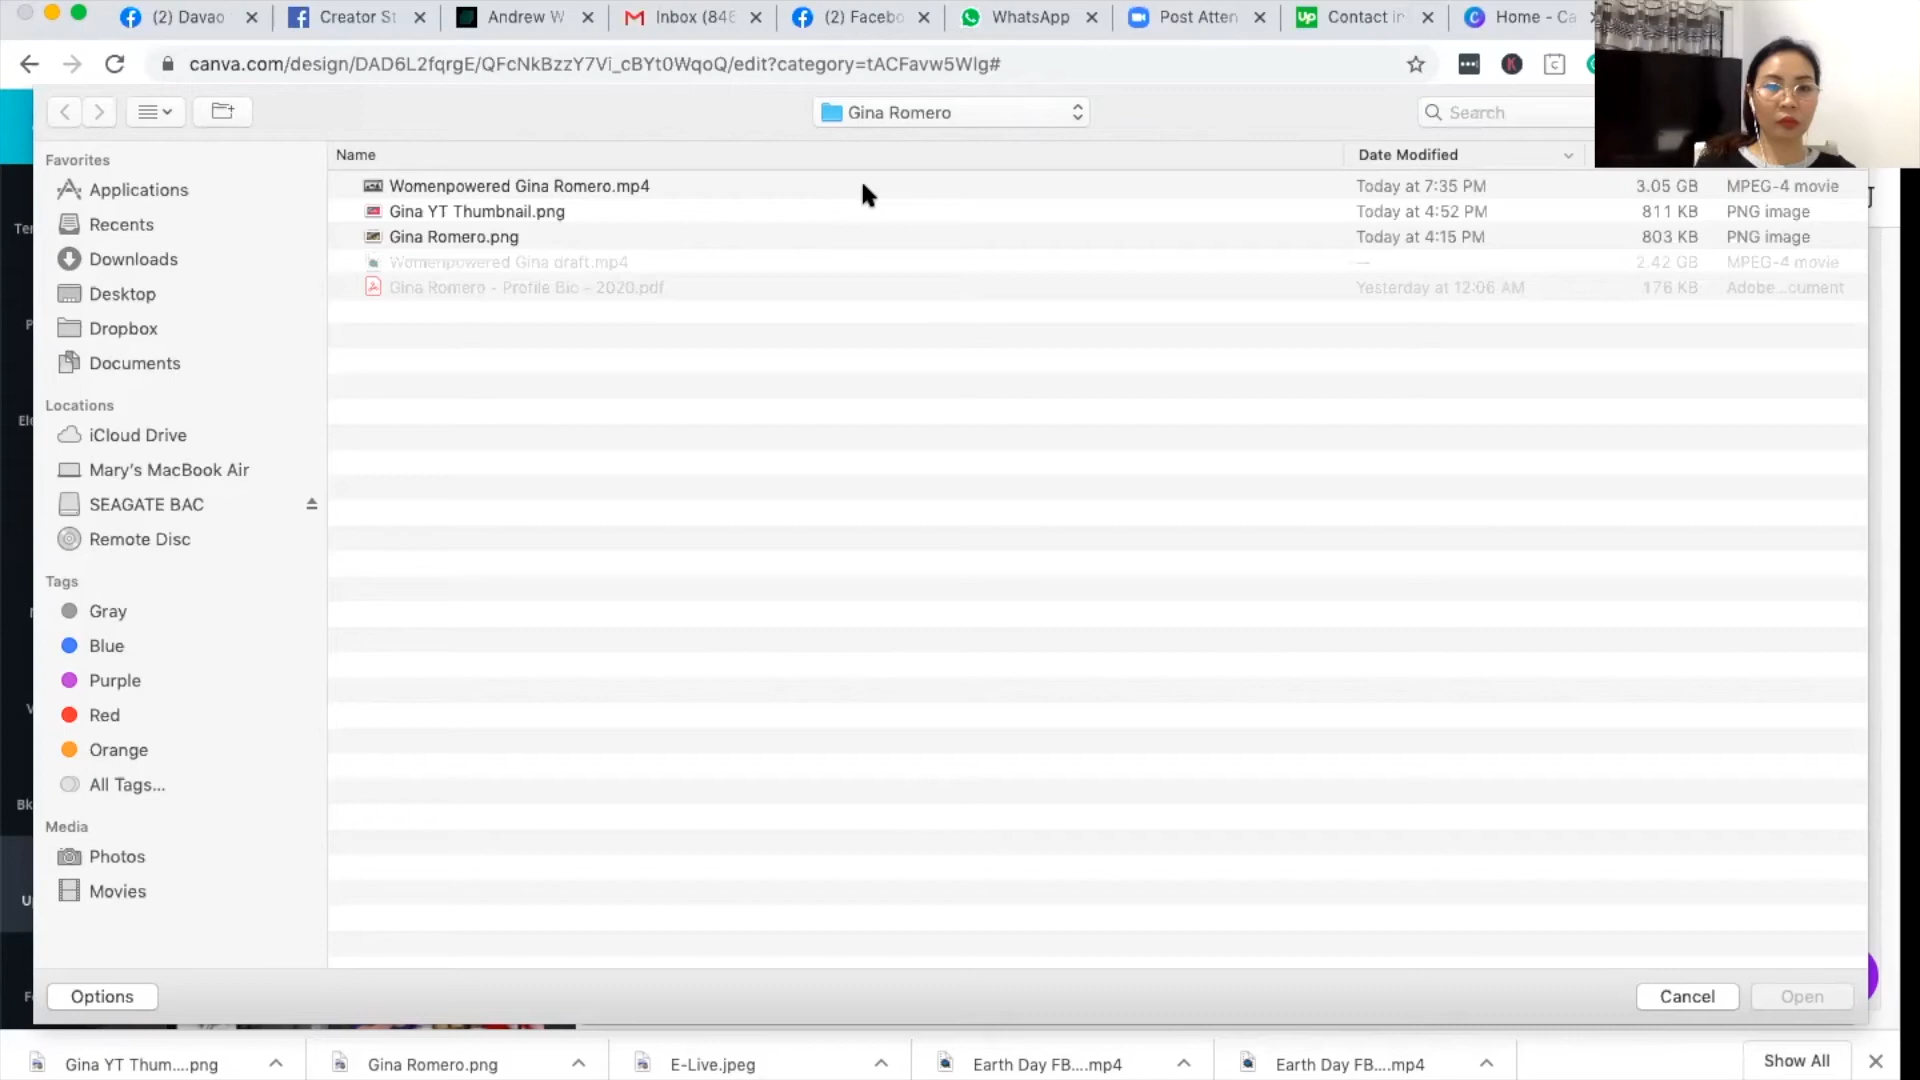 (2) Davao
Creator St
Andrew W
Inbox (848
(2) Facebo
WhatsApp
Post Atten
Up Contact in
Home - Ca
canva.com/design/DAD6L2fqrgE/QFcNkBzzY7Vi_cBYt0WqoQ/edit?category=tACFavw5WIg#
Gina Romero
Search
Favorites
Applications
Recents
Downloads
Desktop
Dropbox
Documents
Locations
iCloud Drive
Mary's MacBook Air
SEAGATE BAC
Remote Disc
Tags
Gray
Blue
Purple
Red
Orange
All Tags...
Media
Photos
Movies
Name Date Modified
Womenpowered Gina Romero.mp4 Today at 7:35 PM 3.05 GB MPEG-4 movie
Gina YT Thumbnail.png Today at 4:52 PM 811 KB PNG image
Gina Romero.png Today at 4:15 PM 803 KB PNG image
Womenpowered Gina draft.mp4 -- 2.42 GB MPEG-4 movie
Gina Romero - Profile Bio - 2020.pdf Yesterday at 12:06 AM 176 KB Adobe...cument
Options
Cancel
Open
Gina YT Thum....png
Gina Romero.png
E-Live.jpeg
Earth Day FB....mp4
Earth Day FB....mp4
Show All